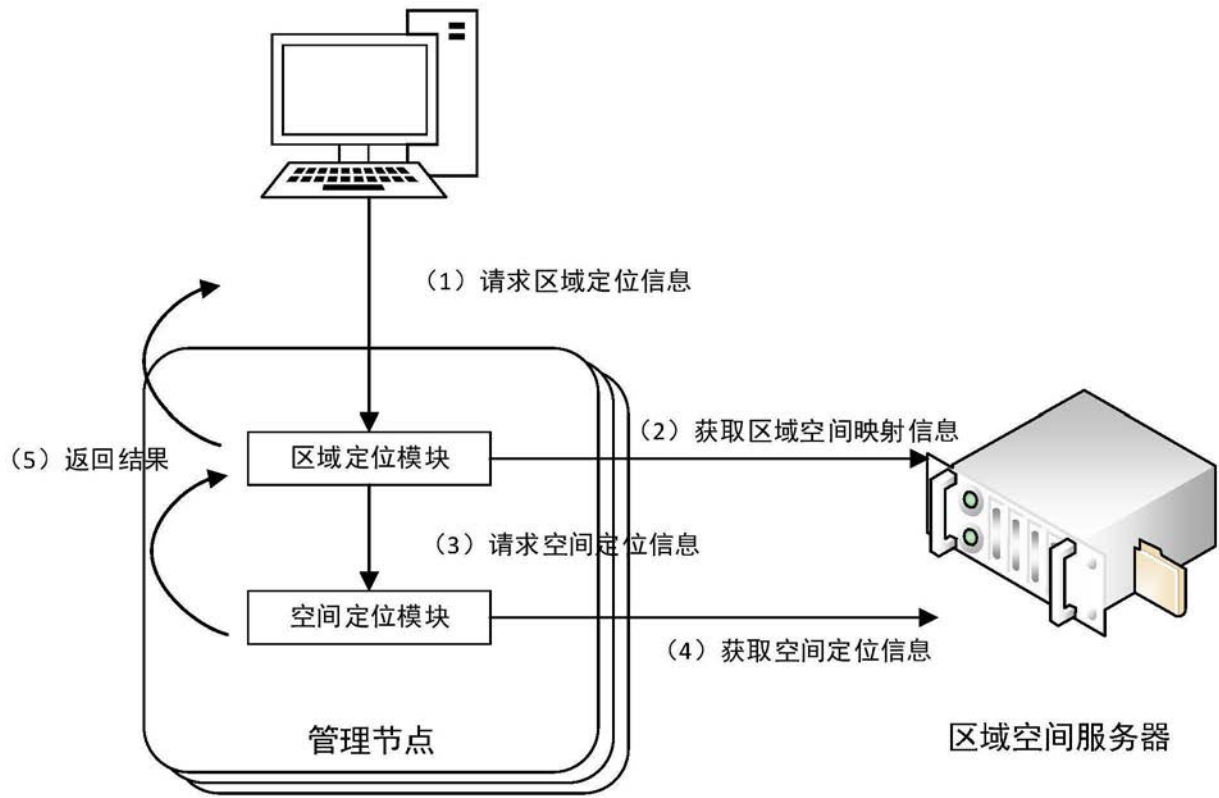 （1）请求区域定位信息
（2）获取区域空间映射信息
区域定位模块
（5）返回结果
（3）请求空间定位信息
空间定位模块
（4）获取空间定位信息
管理节点
区域空间服务器